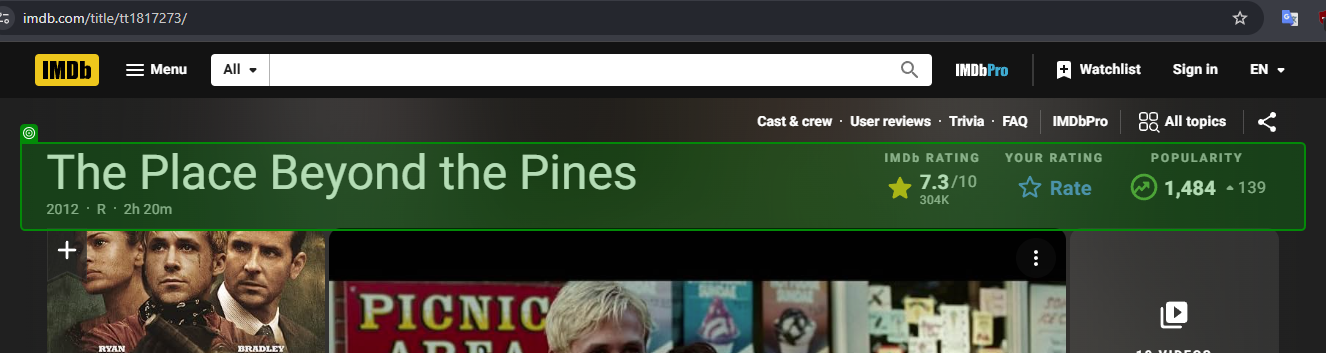 imdb.com/title/tt1817273/
IMDb Menu All IMDbPro Watchlist Sign in EN
Cast & crew · User reviews · Trivia · FAQ IMDbPro All topics
The Place Beyond the Pines
2012 · R · 2h 20m
IMDb RATING
7.3/10
304K
YOUR RATING
Rate
POPULARITY
1,484 139
RYAN BRADLEY
PICNIC
AREA